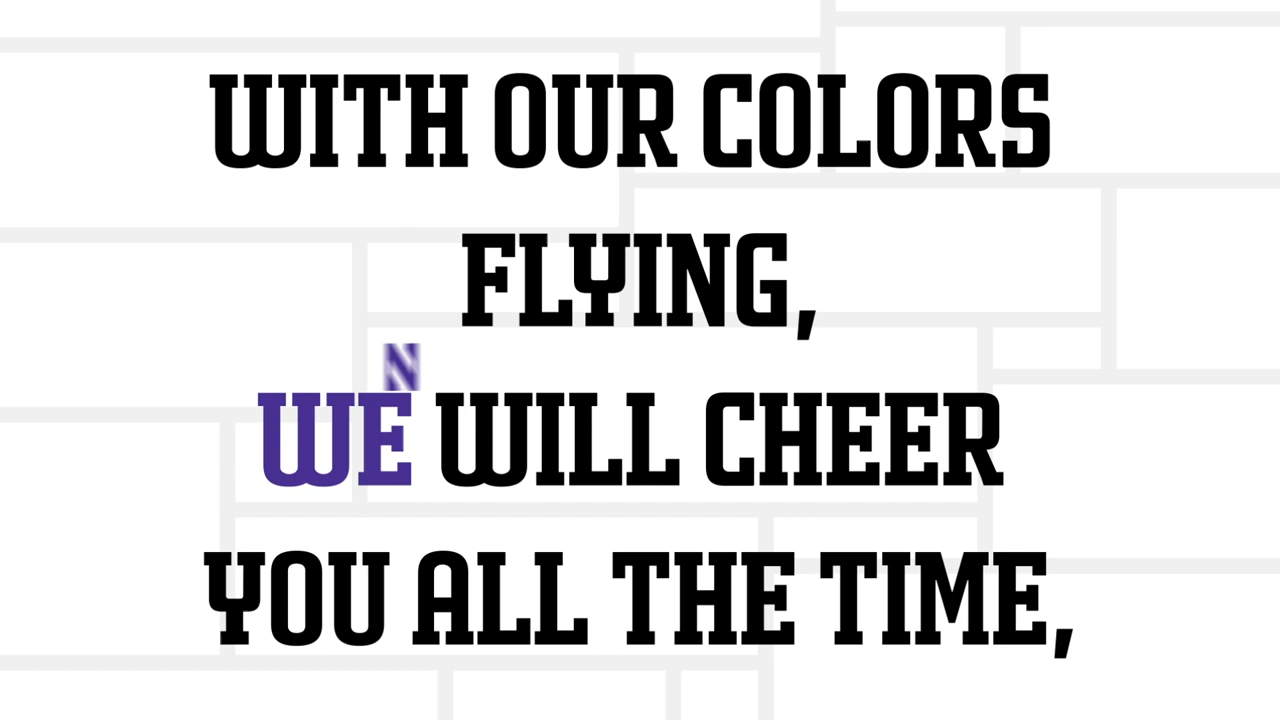 WITH OUR COLORS
FLYING,
N
WE WILL CHEER
YOU ALL THE TIME,